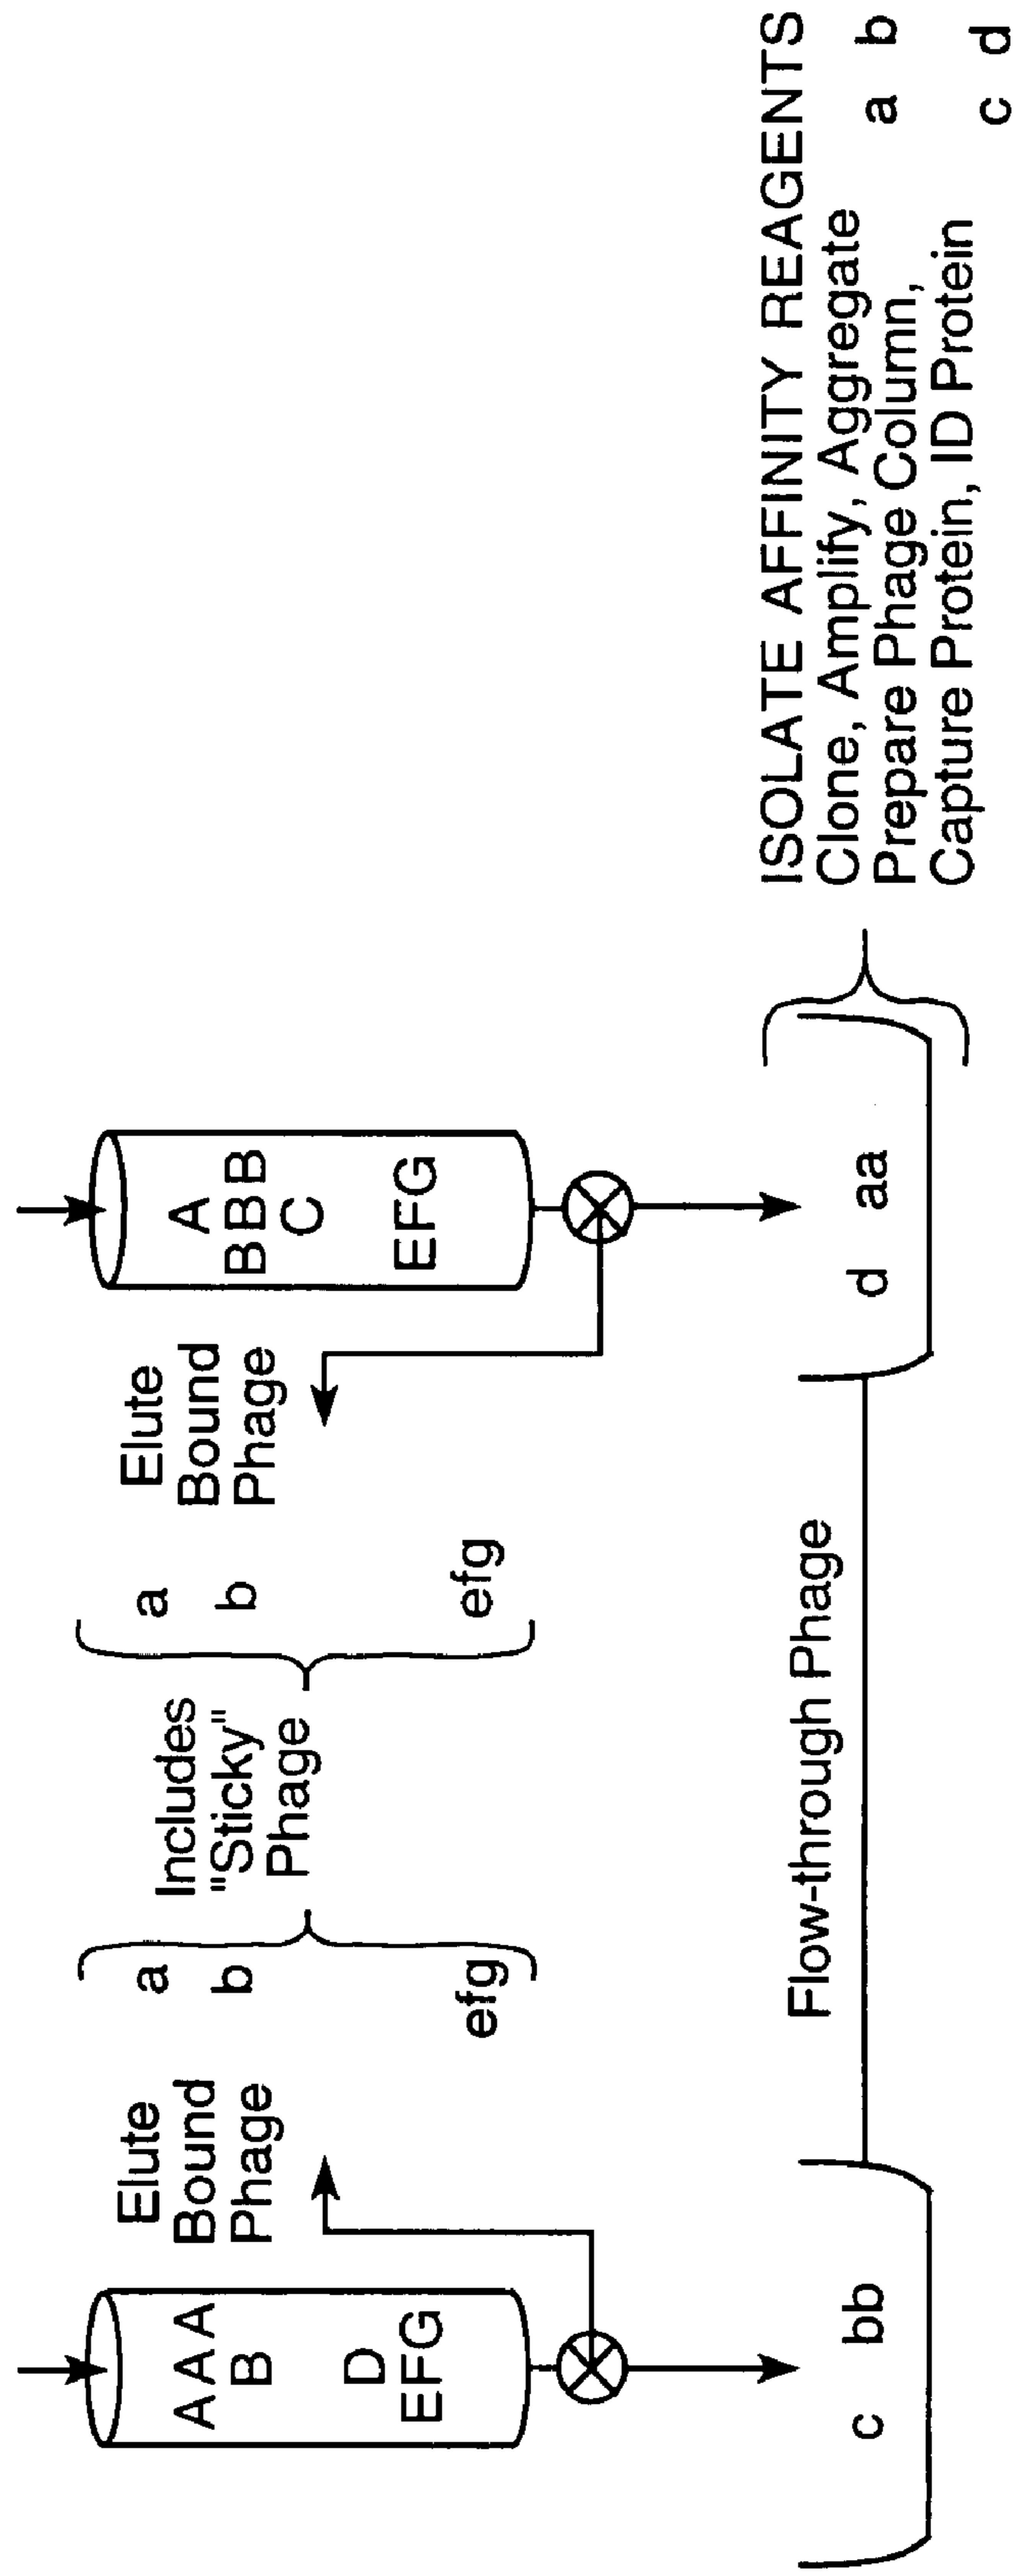 A A A
B
D
EFG
Elute
Bound
Phage
a
b
efg
Includes
"Sticky"
Phage
a
b
efg
Elute
Bound
Phage
A
BBB
C
EFG
c bb
Flow-through Phage
d aa
ISOLATE AFFINITY REAGENTS
Clone, Amplify, Aggregate a b
Prepare Phage Column,
Capture Protein, ID Protein c d